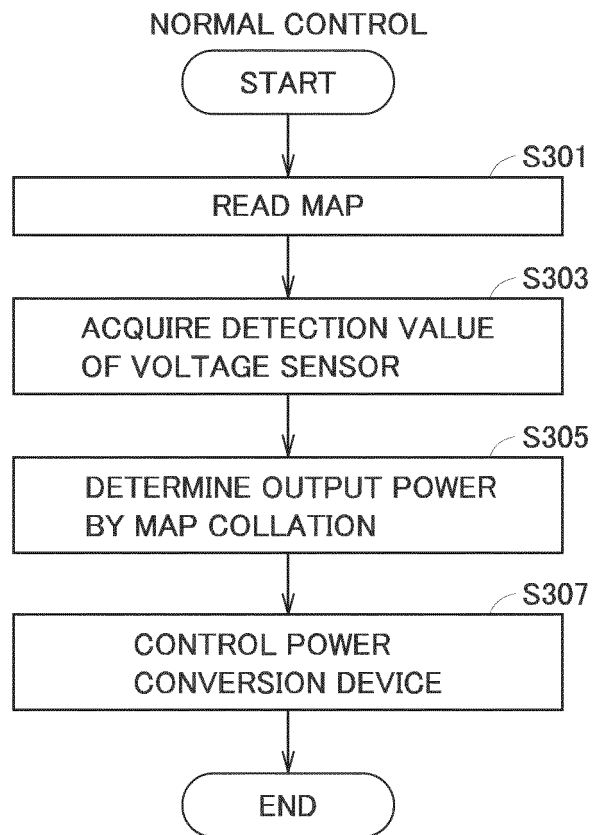 NORMAL CONTROL
START
S301
READ MAP
S303
ACQUIRE DETECTION VALUE
OF VOLTAGE SENSOR
S305
DETERMINE OUTPUT POWER
BY MAP COLLATION
S307
CONTROL POWER
CONVERSION DEVICE
END